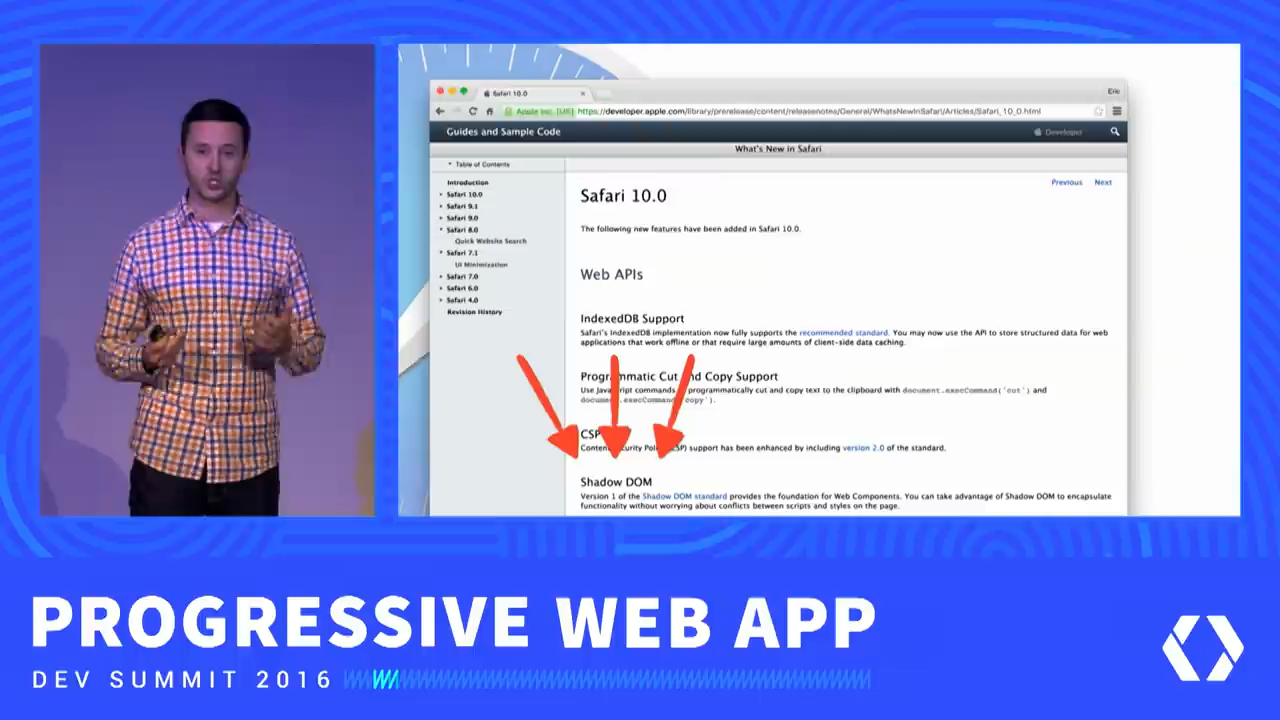 Safari 10.0
Eric
Apple Inc. [US] https://developer.apple.com/library/prerelease/content/releasenotes/General/WhatsNewInSafari/Articles/Safari_10_0.html
Guides and Sample Code
Developer
What's New in Safari
Table of Contents
Previous Next
Introduction
Safari 10.0
Safari 9.1
Safari 9.0
Safari 8.0
Quick Website Search
Safari 7.1
UI Minimization
Safari 7.0
Safari 6.0
Safari 4.0
Revision History
Safari 10.0
The following new features have been added in Safari 10.0.
Web APIs
IndexedDB Support
Safari's IndexedDB implementation now fully supports the recommended standard. You may now use the API to store structured data for web
applications that work offline or that require large amounts of client-side data caching.
Programmatic Cut and Copy Support
Use JavaScript commands to programmatically cut and copy text to the clipboard with document.execCommand('cut') and
document.execCommand('copy').
CSP
Content Security Policy (CSP) support has been enhanced by including version 2.0 of the standard.
Shadow DOM
Version 1 of the Shadow DOM standard provides the foundation for Web Components. You can take advantage of Shadow DOM to encapsulate
functionality without worrying about conflicts between scripts and styles on the page.
PROGRESSIVE WEB APP
DEV SUMMIT 2016